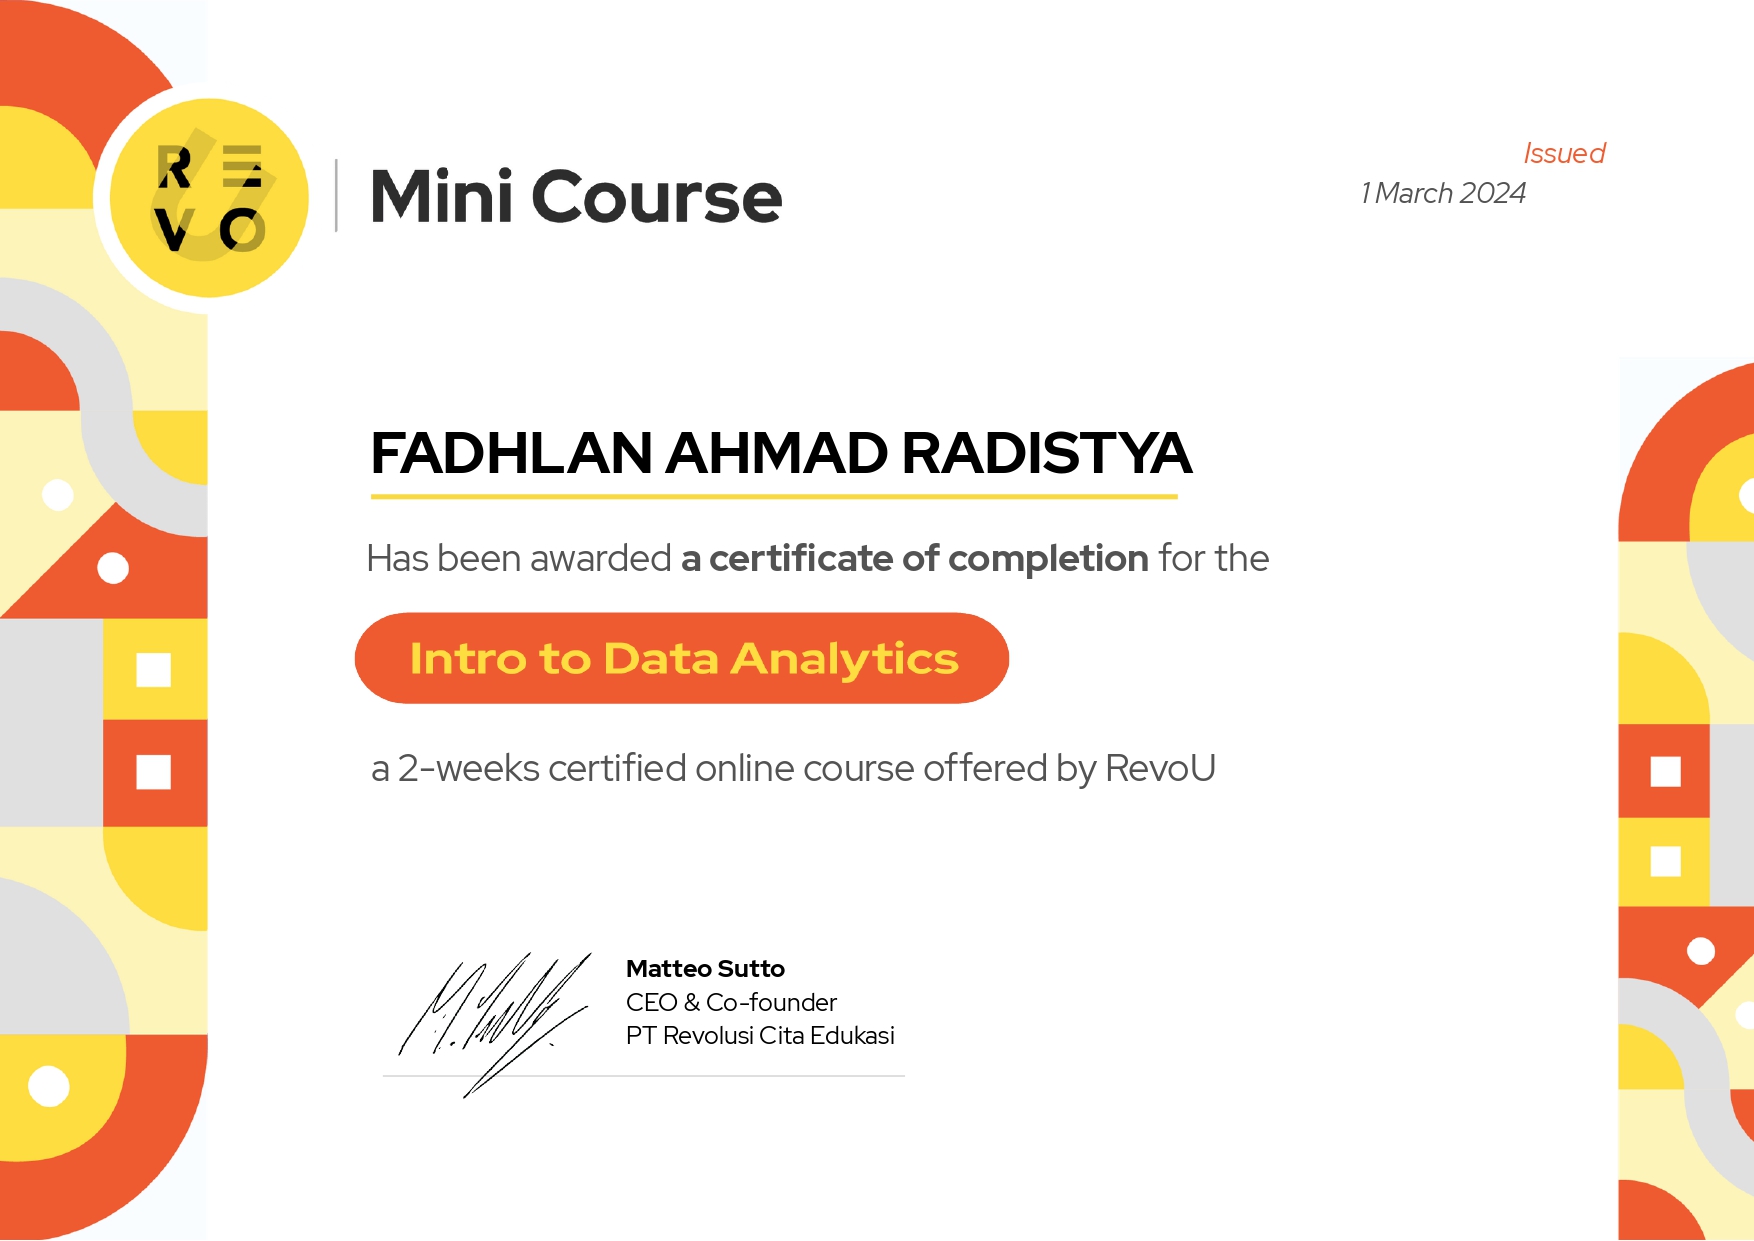 RE
VO
Mini Course
Issued
1 March 2024
FADHLAN AHMAD RADISTYA
Has been awarded a certificate of completion for the
Intro to Data Analytics
a 2-weeks certified online course offered by RevoU
Matteo Sutto
CEO & Co-founder
PT Revolusi Cita Edukasi